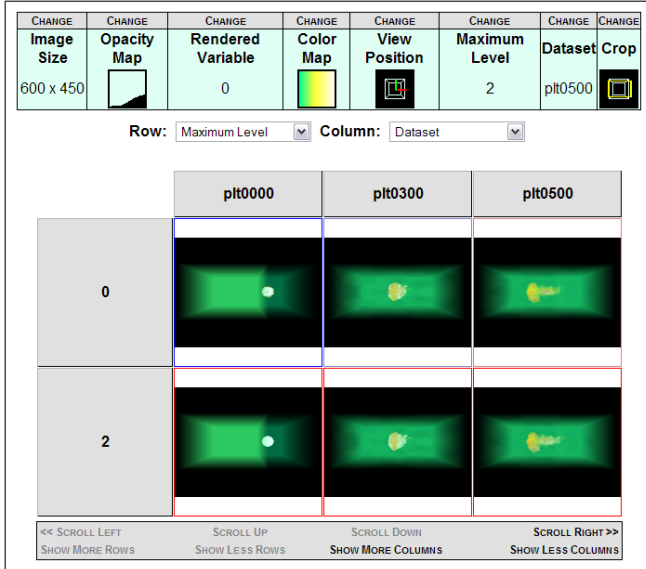 CHANGE CHANGE CHANGE CHANGE CHANGE CHANGE CHANGE CHANGE
Image Size Opacity Map Rendered Variable Color Map View Position Maximum Level Dataset Crop
600 x 450 0 2 plt0500
Row: Maximum Level Column: Dataset
plt0000 plt0300 plt0500
0
2
<< SCROLL LEFT SCROLL UP SCROLL DOWN SCROLL RIGHT >>
SHOW MORE ROWS SHOW LESS ROWS SHOW MORE COLUMNS SHOW LESS COLUMNS